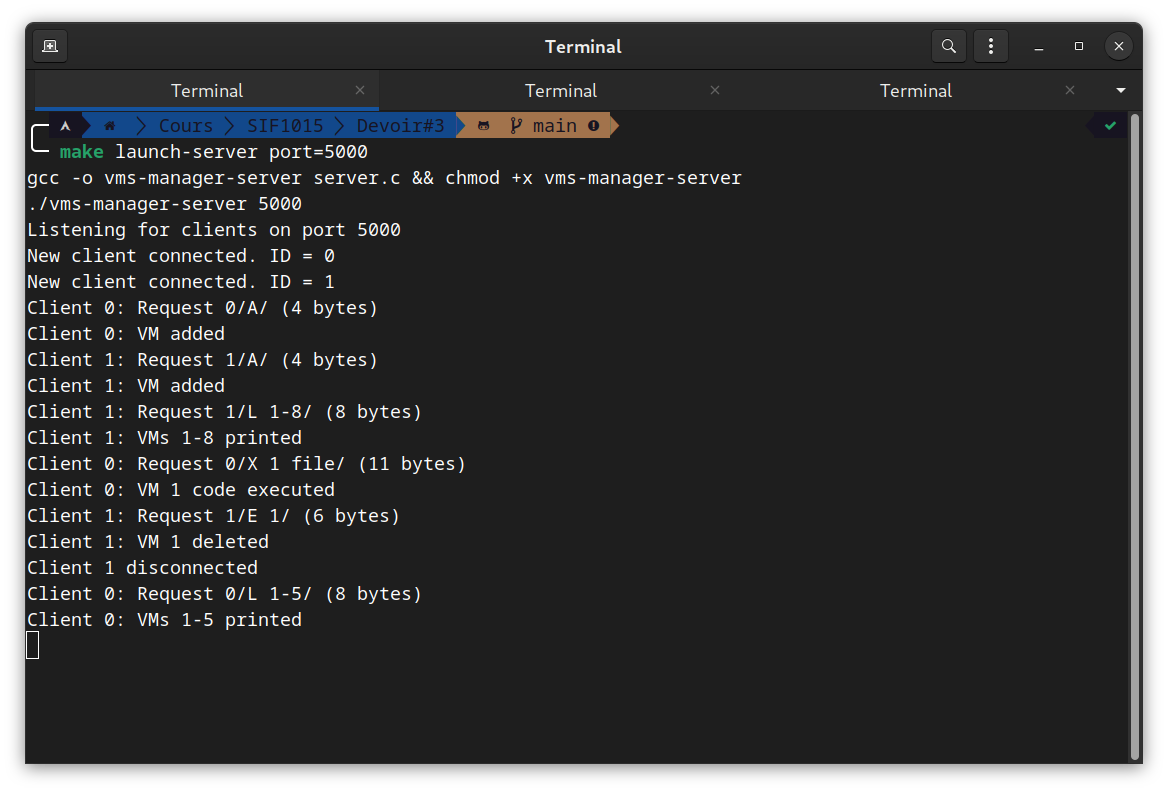 Terminal
Terminal Terminal Terminal
Cours SIF1015 Devoir#3 main
make launch-server port=5000
gcc -o vms-manager-server server.c && chmod +x vms-manager-server
./vms-manager-server 5000
Listening for clients on port 5000
New client connected. ID = 0
New client connected. ID = 1
Client 0: Request 0/A/ (4 bytes)
Client 0: VM added
Client 1: Request 1/A/ (4 bytes)
Client 1: VM added
Client 1: Request 1/L 1-8/ (8 bytes)
Client 1: VMs 1-8 printed
Client 0: Request 0/X 1 file/ (11 bytes)
Client 0: VM 1 code executed
Client 1: Request 1/E 1/ (6 bytes)
Client 1: VM 1 deleted
Client 1 disconnected
Client 0: Request 0/L 1-5/ (8 bytes)
Client 0: VMs 1-5 printed